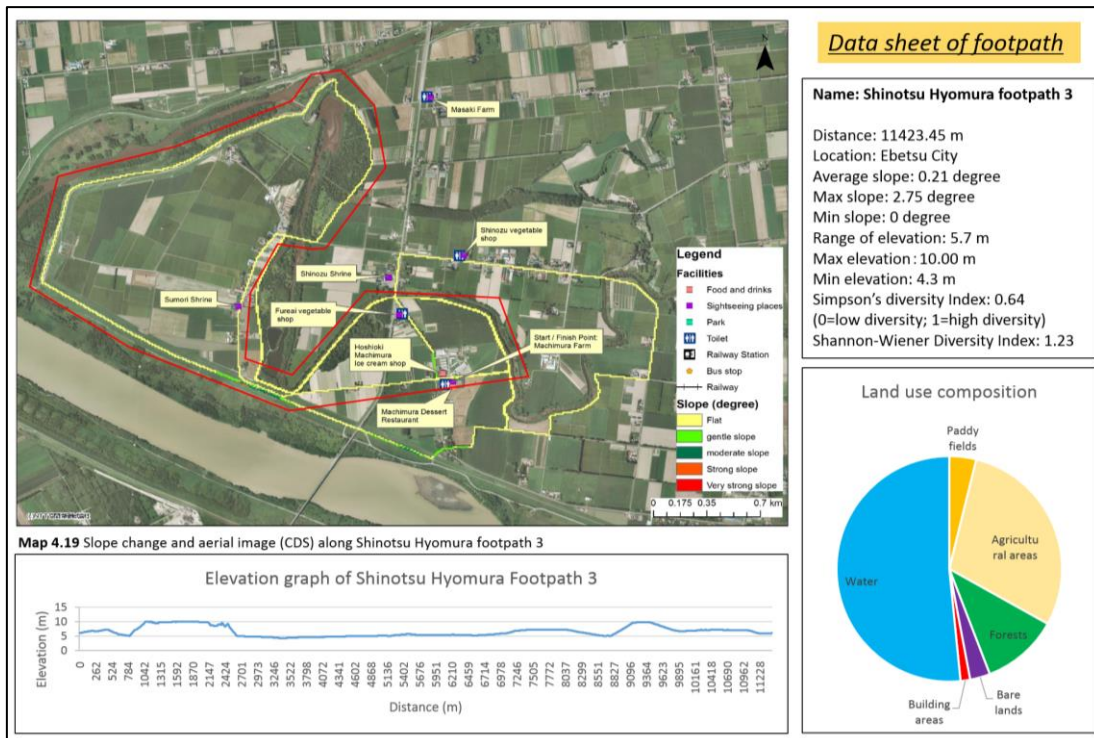 Data sheet of footpath
N
Masaki Farm
Shinozu vegetable
shop
Shinozu Shrine
Sumori Shrine
Fureai vegetable
shop
Hoshioki
Machimura
Ice cream shop
Start / Finish Point:
Machimura Farm
Machimura Dessert
Restaurant
Legend
Facilities
Food and drinks
Sightseeing places
Park
Toilet
Railway Station
Bus stop
Railway
Slope (degree)
Flat
gentle slope
moderate slope
Strong slope
Very strong slope
0 0.175 0.35 0.7 km
Map 4.19 Slope change and aerial image (CDS) along Shinotsu Hyomura footpath 3
Name: Shinotsu Hyomura footpath 3
Distance: 11423.45 m
Location: Ebetsu City
Average slope: 0.21 degree
Max slope: 2.75 degree
Min slope: 0 degree
Range of elevation: 5.7 m
Max elevation: 10.00 m
Min elevation: 4.3 m
Simpson's diversity Index: 0.64
(0=low diversity; 1=high diversity)
Shannon-Wiener Diversity Index: 1.23
Elevation graph of Shinotsu Hyomura Footpath 3
Elevation (m)
15
10
5
0
0 262 524 784 1042 1315 1592 1870 2147 2424 2701 2973 3246 3522 3798 4072 4341 4602 4868 5136 5402 5676 5951 6210 6459 6714 6978 7246 7505 7772 8037 8299 8551 8827 9096 9364 9623 9895 10161 10418 10690 10962 11228
Distance (m)
Land use composition
Paddy
fields
Agricultu
ral areas
Water
Forests
Building
areas
Bare
lands